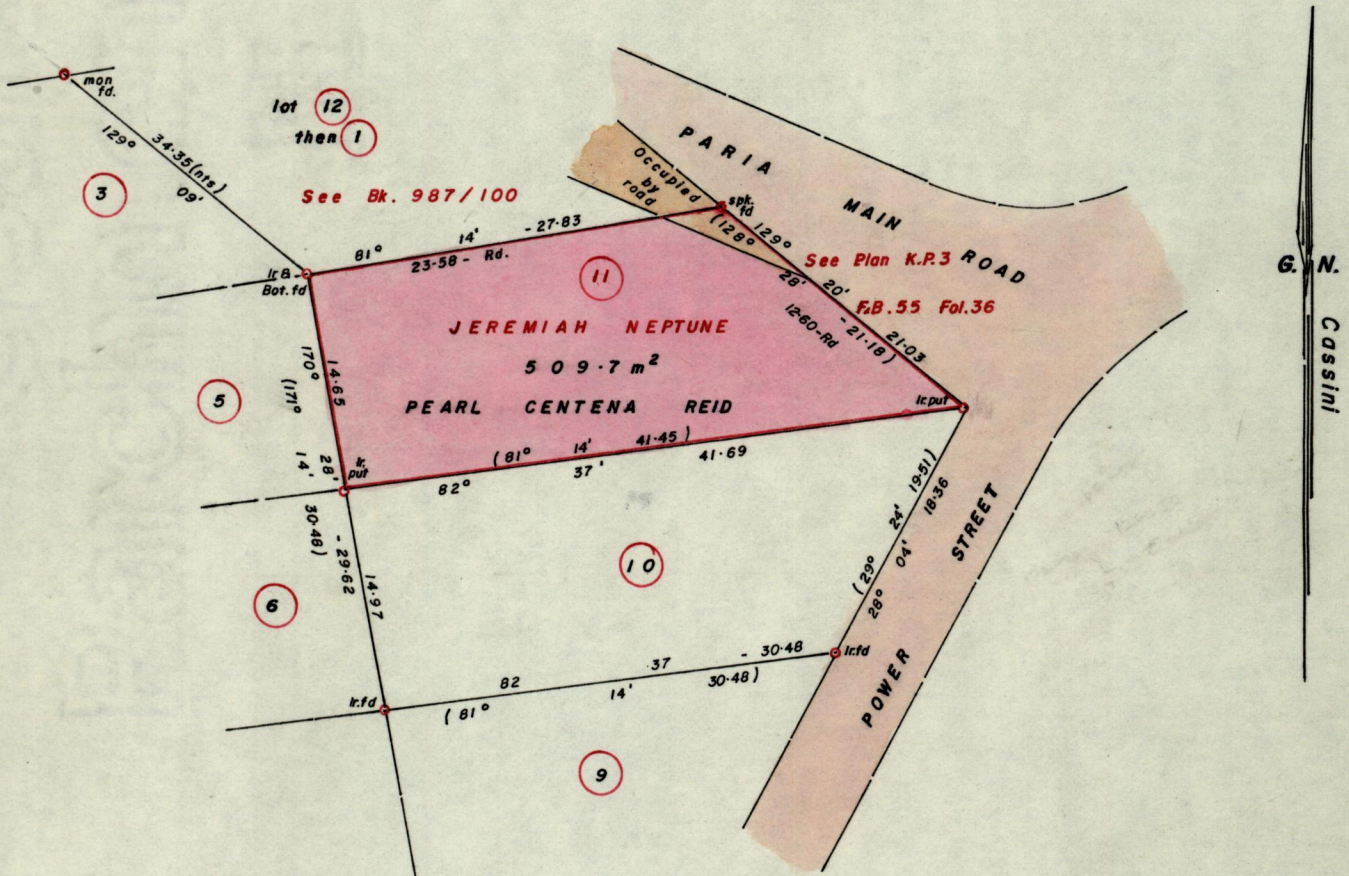 mon
fd.
lot 12
then 1
129° 34·35(nts)
09'
3
See Bk. 987/100
PARIA MAIN ROAD
Occupied
by
road
spk.
fd
81° 14' - 27·83
23·58 - Rd.
129° 20' 21·03
(128° 28' - 21·18)
12·60-Rd
See Plan K.P.3
F.B.55 Fol.36
G. N.
Cassini
Ir. &
Bot. fd
11
JEREMIAH NEPTUNE
509·7 m²
PEARL CENTENA REID
Ir. put
5
170° 28' 14·65
(171° 14'
Ir.
put
(81° 14' 41·45)
82° 37' 41·69
30·48)
- 29·62
14·97
6
10
(29° 24' 19·51)
28° 04' 18·36
POWER STREET
Ir. fd
82 ·37 - 30·48
(81° 14' 30·48)
Ir. fd
9